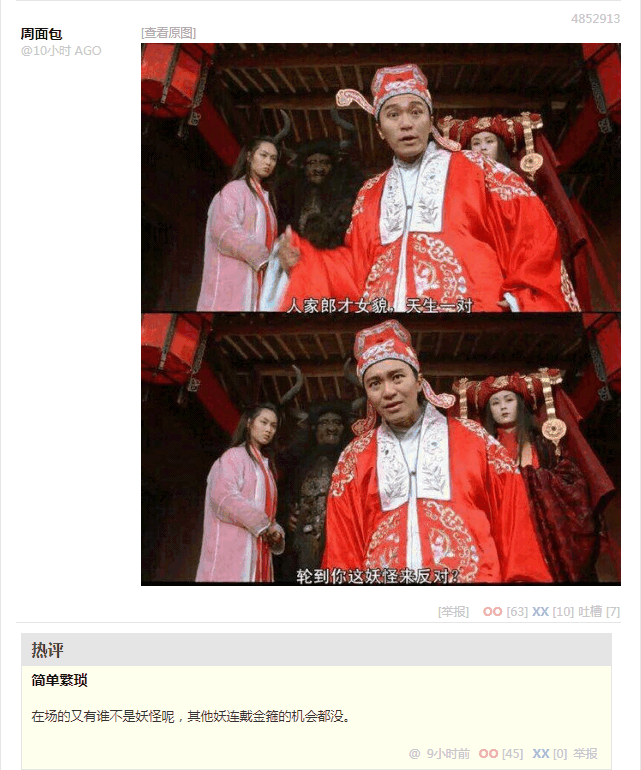 4852913
周面包
[查看原图]
@10小时 AGO
人家郎才女貌，天生一对
轮到你这妖怪来反对？
[举报] OO [63] XX [10] 吐槽 [7]
热评
简单繁琐
在场的又有谁不是妖怪呢，其他妖连戴金箍的机会都没。
@ 9小时前 OO [45] XX [0] 举报